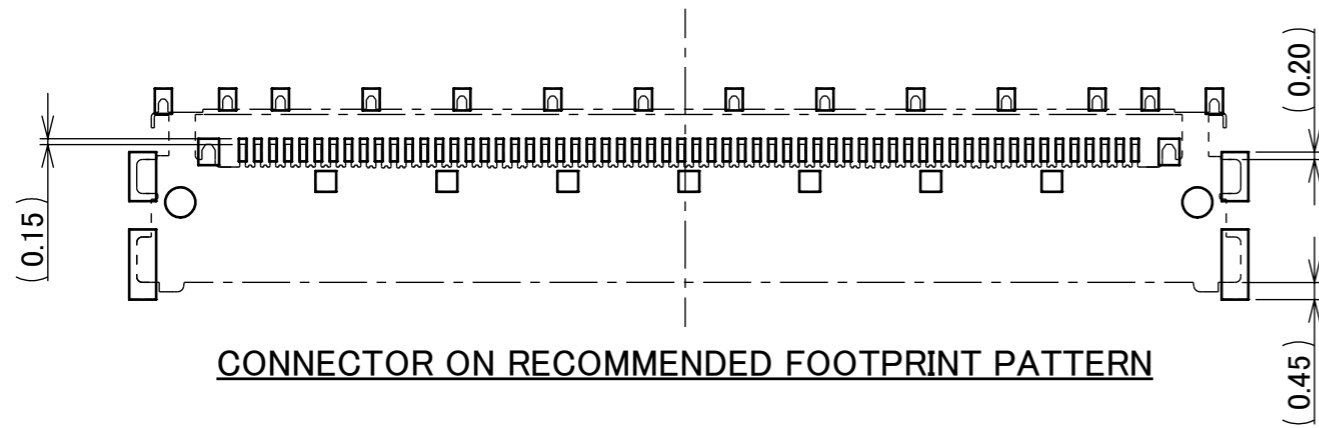 (0.20)
(0.15)
(0.45)
CONNECTOR ON RECOMMENDED FOOTPRINT PATTERN